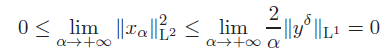 0 ≤ lim_{α→+∞} ‖x_α‖²_{L²} ≤ lim_{α→+∞} 2/α ‖y^δ‖_{L¹} = 0